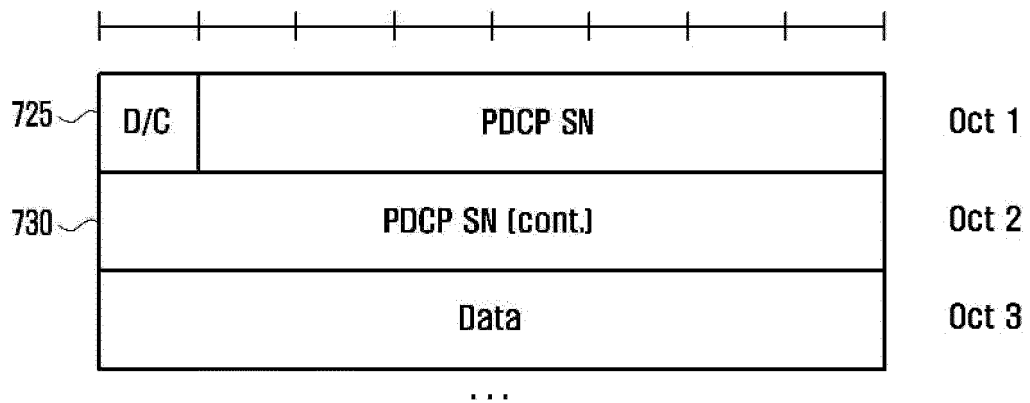 725 D/C PDCP SN Oct 1
730 PDCP SN (cont.) Oct 2
Data Oct 3
...